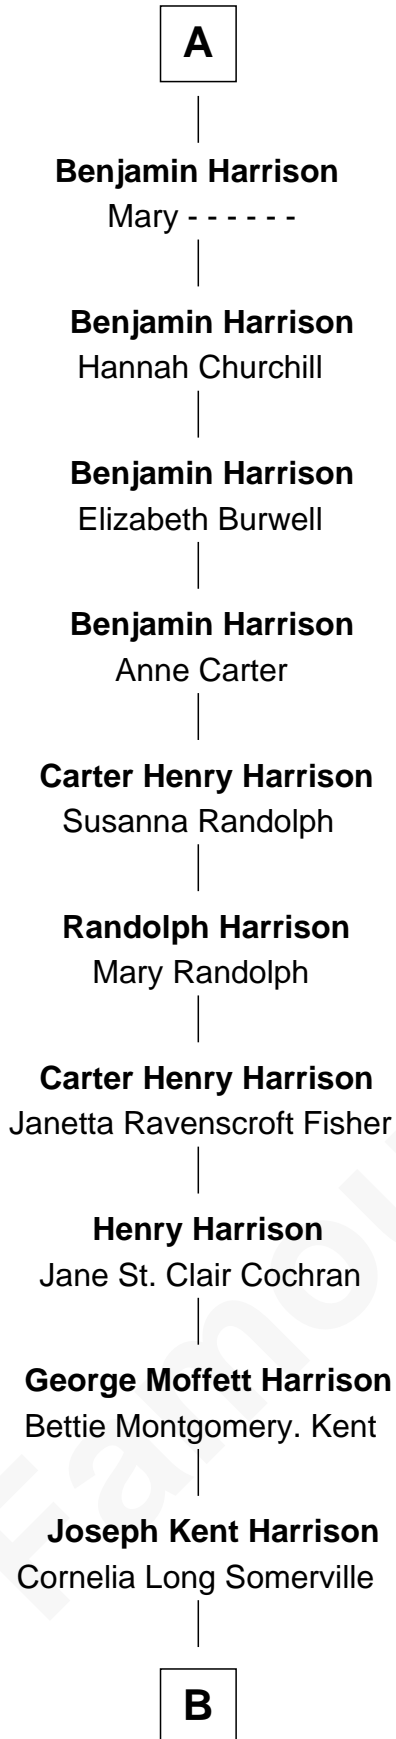 A
Benjamin Harrison
Mary - - - - - -
Benjamin Harrison
Hannah Churchill
Benjamin Harrison
Elizabeth Burwell
Benjamin Harrison
Anne Carter
Carter Henry Harrison
Susanna Randolph
Randolph Harrison
Mary Randolph
Carter Henry Harrison
Janetta Ravenscroft Fisher
Henry Harrison
Jane St. Clair Cochran
George Moffett Harrison
Bettie Montgomery. Kent
Joseph Kent Harrison
Cornelia Long Somerville
B